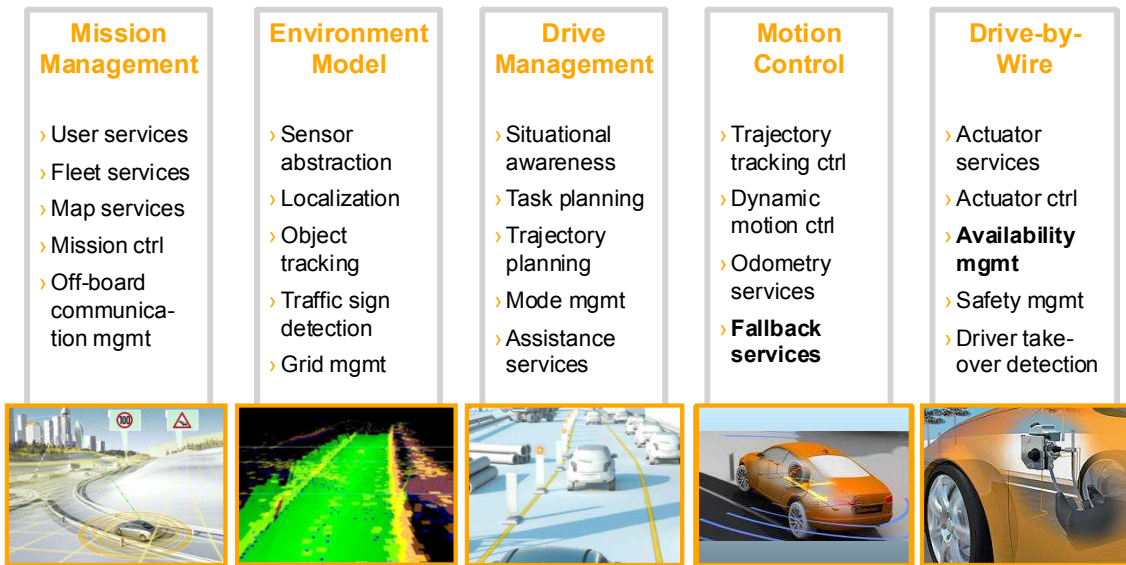 Mission
Management
› User services
› Fleet services
› Map services
› Mission ctrl
› Off-board
communica-
tion mgmt
Environment
Model
› Sensor
abstraction
› Localization
› Object
tracking
› Traffic sign
detection
› Grid mgmt
Drive
Management
› Situational
awareness
› Task planning
› Trajectory
planning
› Mode mgmt
› Assistance
services
Motion
Control
› Trajectory
tracking ctrl
› Dynamic
motion ctrl
› Odometry
services
› Fallback
services
Drive-by-
Wire
› Actuator
services
› Actuator ctrl
› Availability
mgmt
› Safety mgmt
› Driver take-
over detection
100